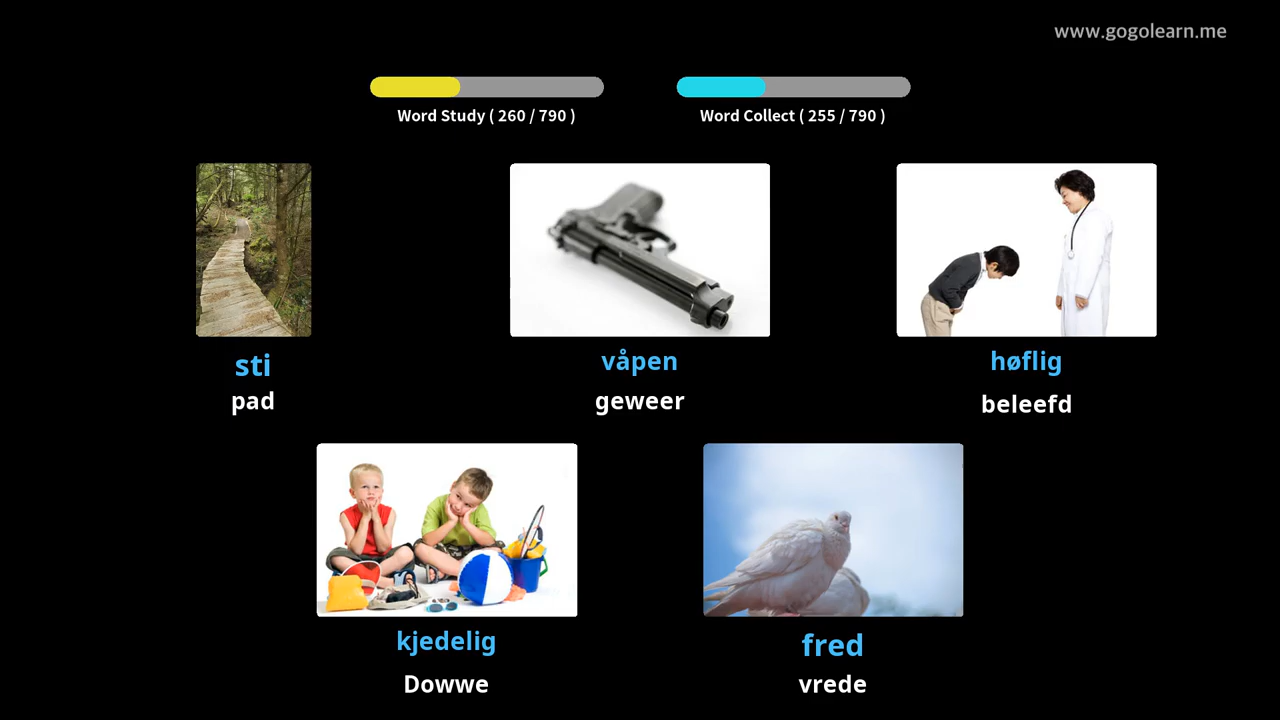 www.gogolearn.me
Word Study ( 260 / 790 )
Word Collect ( 255 / 790 )
sti
pad
våpen
geweer
høflig
beleefd
kjedelig
Dowwe
fred
vrede